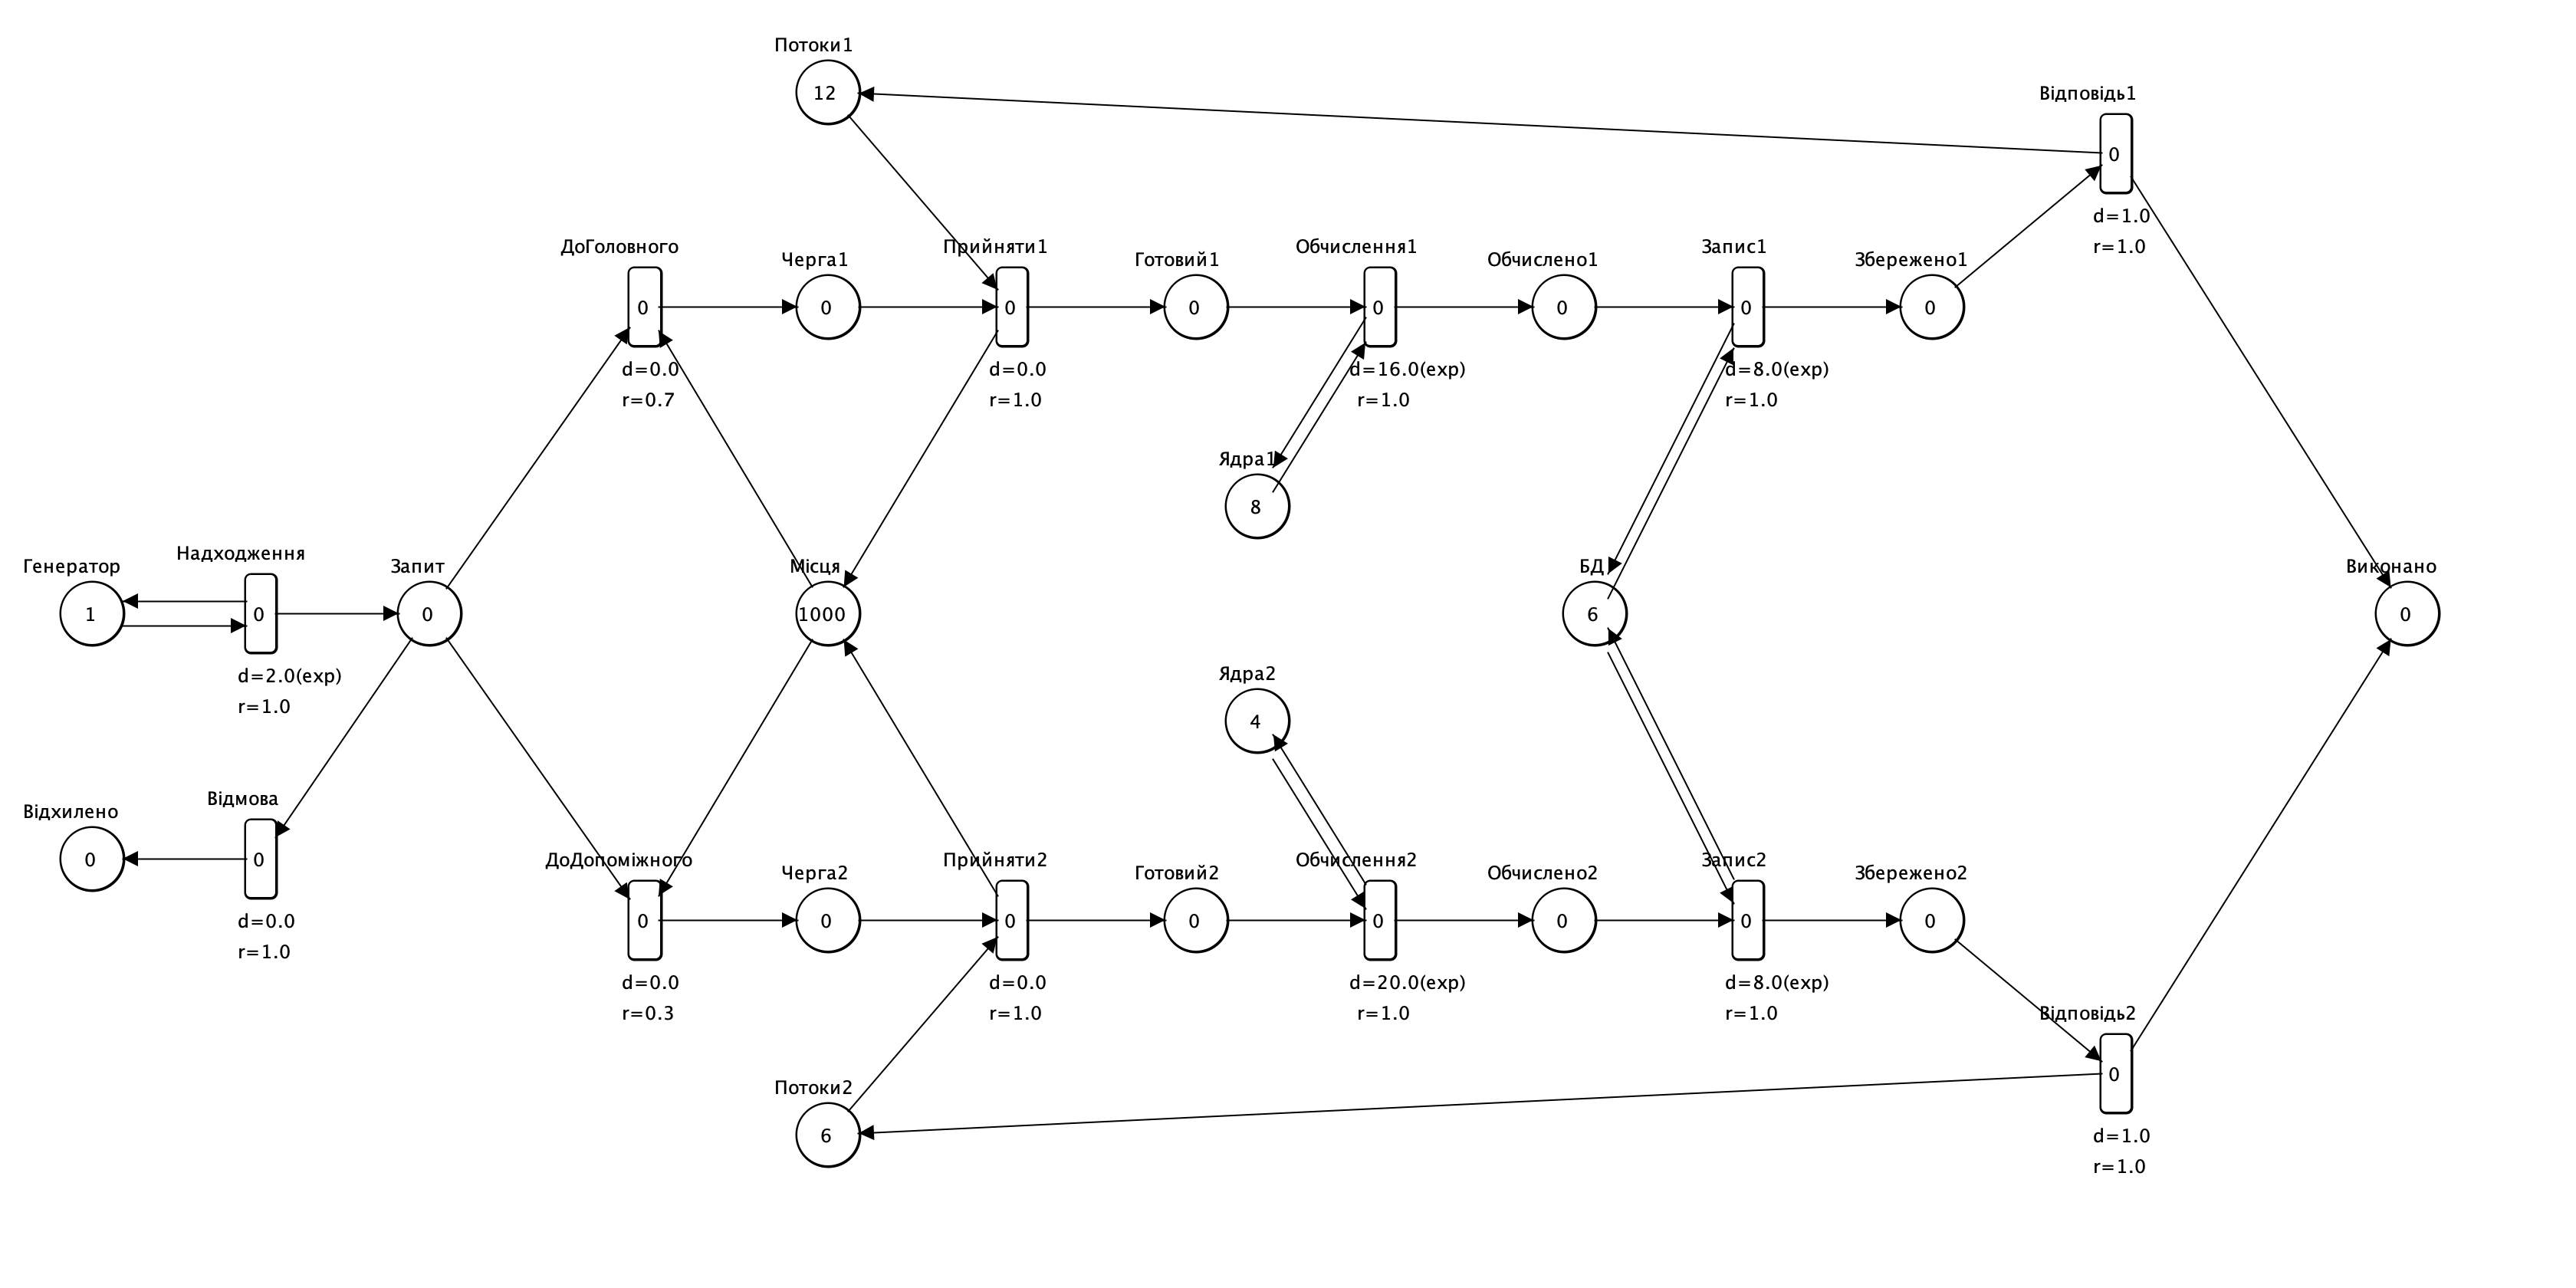 Потоки1
12
Відповідь1
0
d=1.0
r=1.0
ДоГоловного
0
d=0.0
r=0.7
Черга1
0
Прийняти1
0
d=0.0
r=1.0
Готовий1
0
Обчислення1
0
d=16.0(exp)
r=1.0
Обчислено1
0
Запис1
0
d=8.0(exp)
r=1.0
Збережено1
0
Ядра1
8
Генератор
1
Надходження
0
d=2.0(exp)
r=1.0
Запит
0
Місця
1000
БД
6
Виконано
0
Ядра2
4
Відхилено
0
Відмова
0
d=0.0
r=1.0
ДоДопоміжного
0
d=0.0
r=0.3
Черга2
0
Прийняти2
0
d=0.0
r=1.0
Готовий2
0
Обчислення2
0
d=20.0(exp)
r=1.0
Обчислено2
0
Запис2
0
d=8.0(exp)
r=1.0
Збережено2
0
Відповідь2
0
d=1.0
r=1.0
Потоки2
6